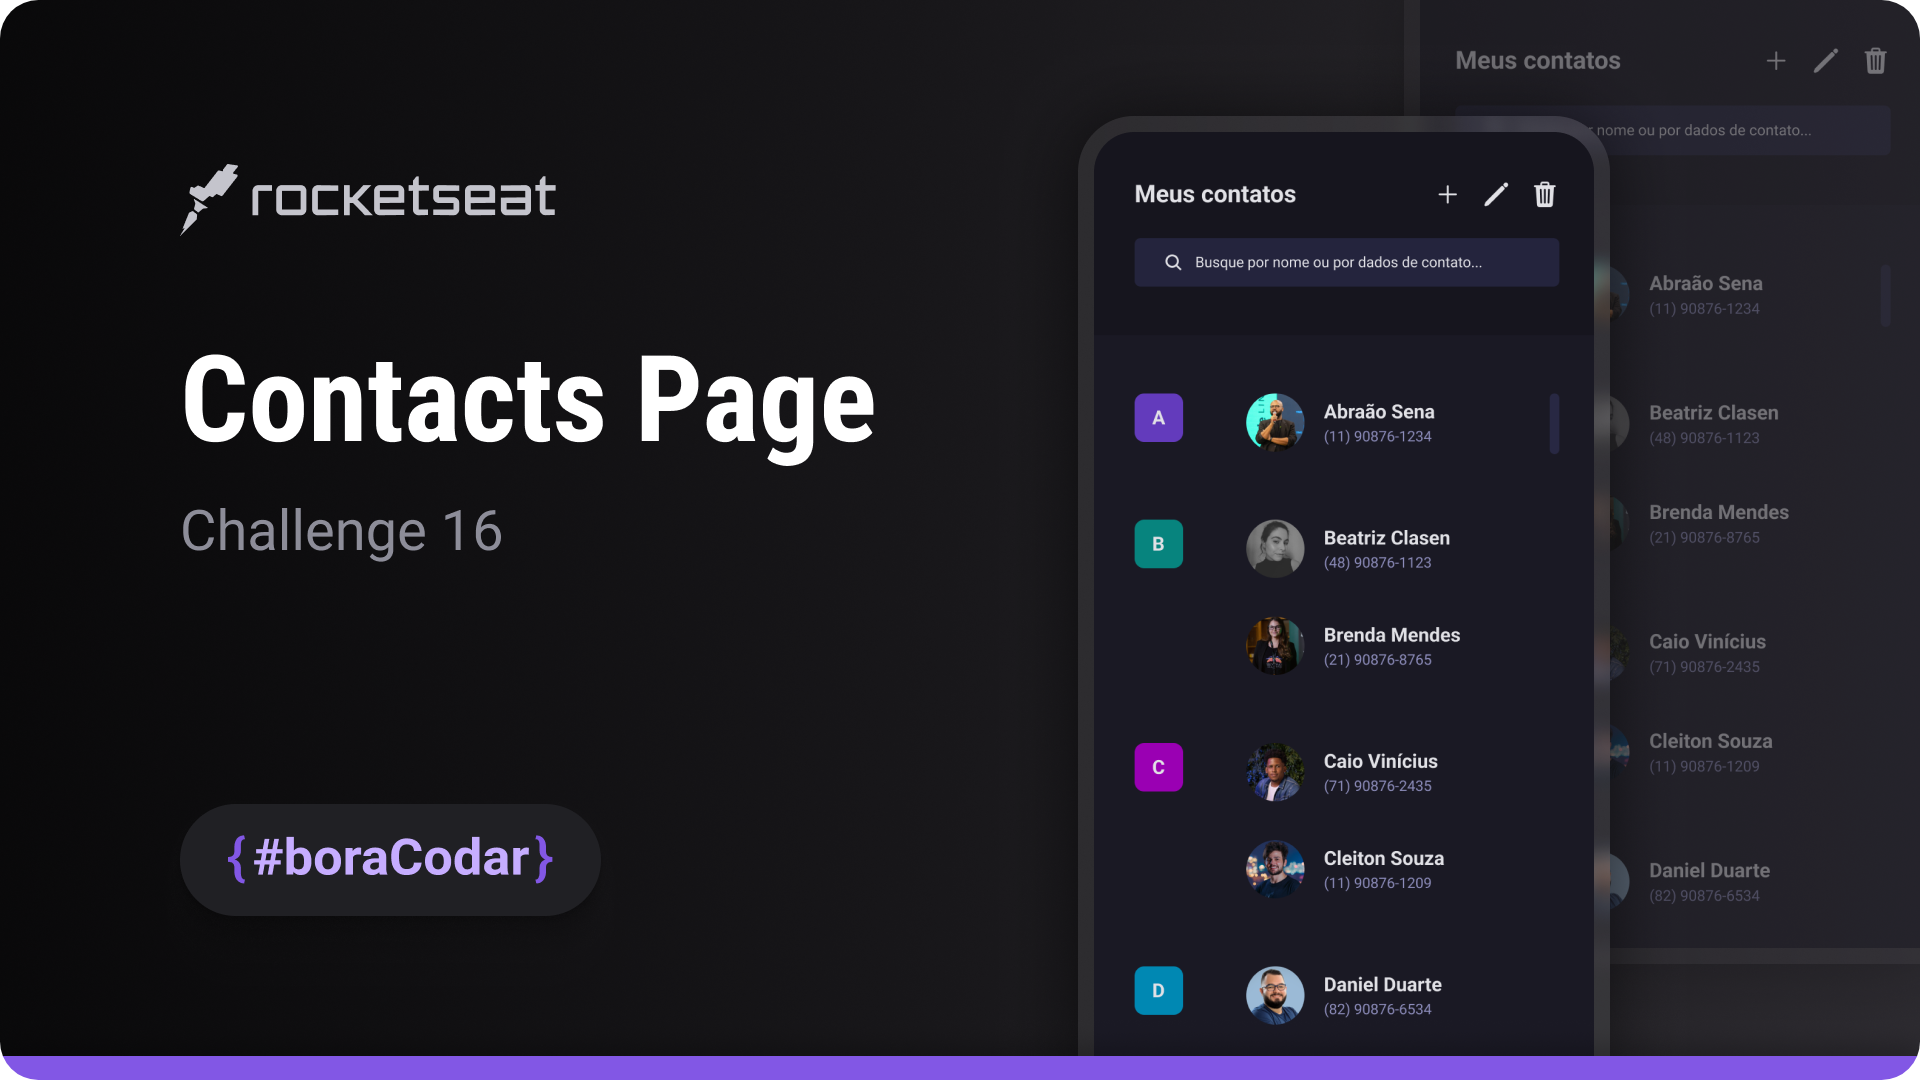 rocketseat
Contacts Page
Challenge 16
{#boraCodar}
Meus contatos
Busque por nome ou por dados de contato...
A
Abraão Sena
(11) 90876-1234
B
Beatriz Clasen
(48) 90876-1123
Brenda Mendes
(21) 90876-8765
C
Caio Vinícius
(71) 90876-2435
Cleiton Souza
(11) 90876-1209
D
Daniel Duarte
(82) 90876-6534
Meus contatos
nome ou por dados de contato...
Abraão Sena
(11) 90876-1234
Beatriz Clasen
(48) 90876-1123
Brenda Mendes
(21) 90876-8765
Caio Vinícius
(71) 90876-2435
Cleiton Souza
(11) 90876-1209
Daniel Duarte
(82) 90876-6534